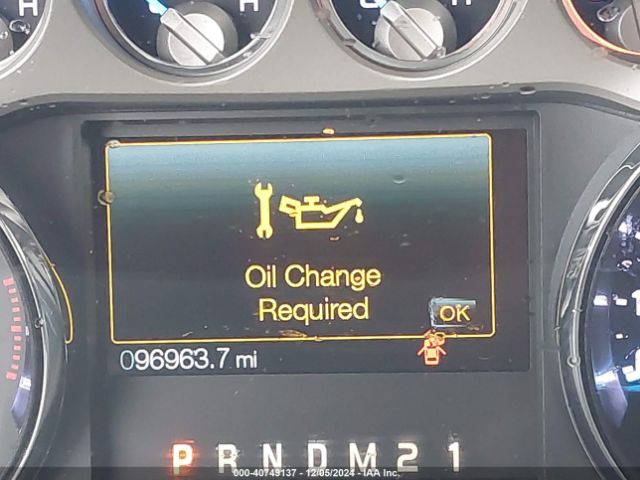 H H C H
Oil Change
Required
OK
096963.7 mi
P R N D M 2 1
000-40749137 - 12/05/2024 - IAA Inc.